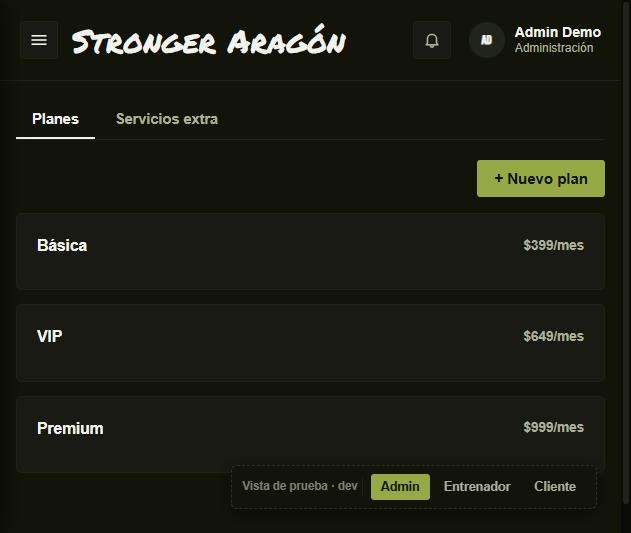 Stronger Aragón
AD
Admin Demo
Administración
Planes
Servicios extra
+ Nuevo plan
Básica
$399/mes
VIP
$649/mes
Premium
$999/mes
Vista de prueba · dev
Admin
Entrenador
Cliente